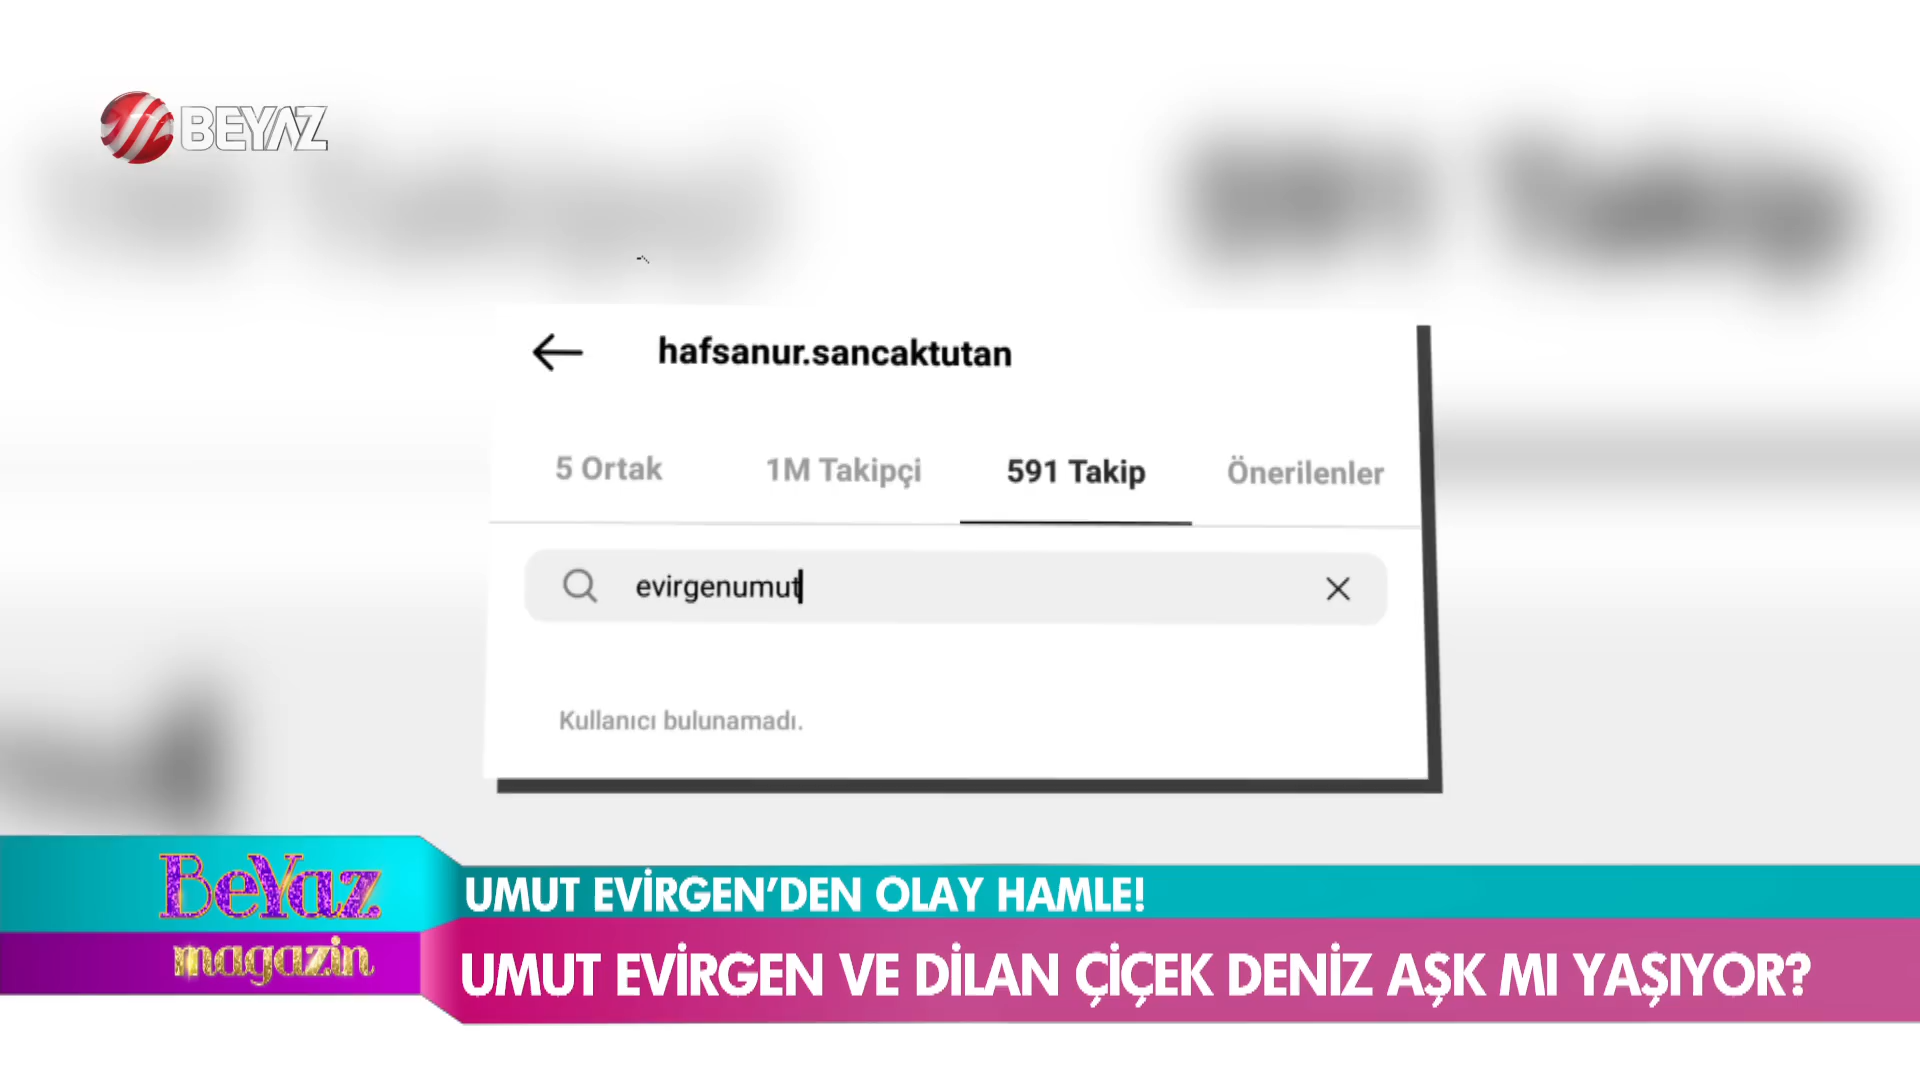 BEYAZ
hafsanur.sancaktutan
5 Ortak 1M Takipçi 591 Takip Önerilenler
evirgenumut
Kullanıcı bulunamadı.
BeYaz
magazin
UMUT EVİRGEN’DEN OLAY HAMLE!
UMUT EVİRGEN VE DİLAN ÇİÇEK DENİZ AŞK MI YAŞIYOR?